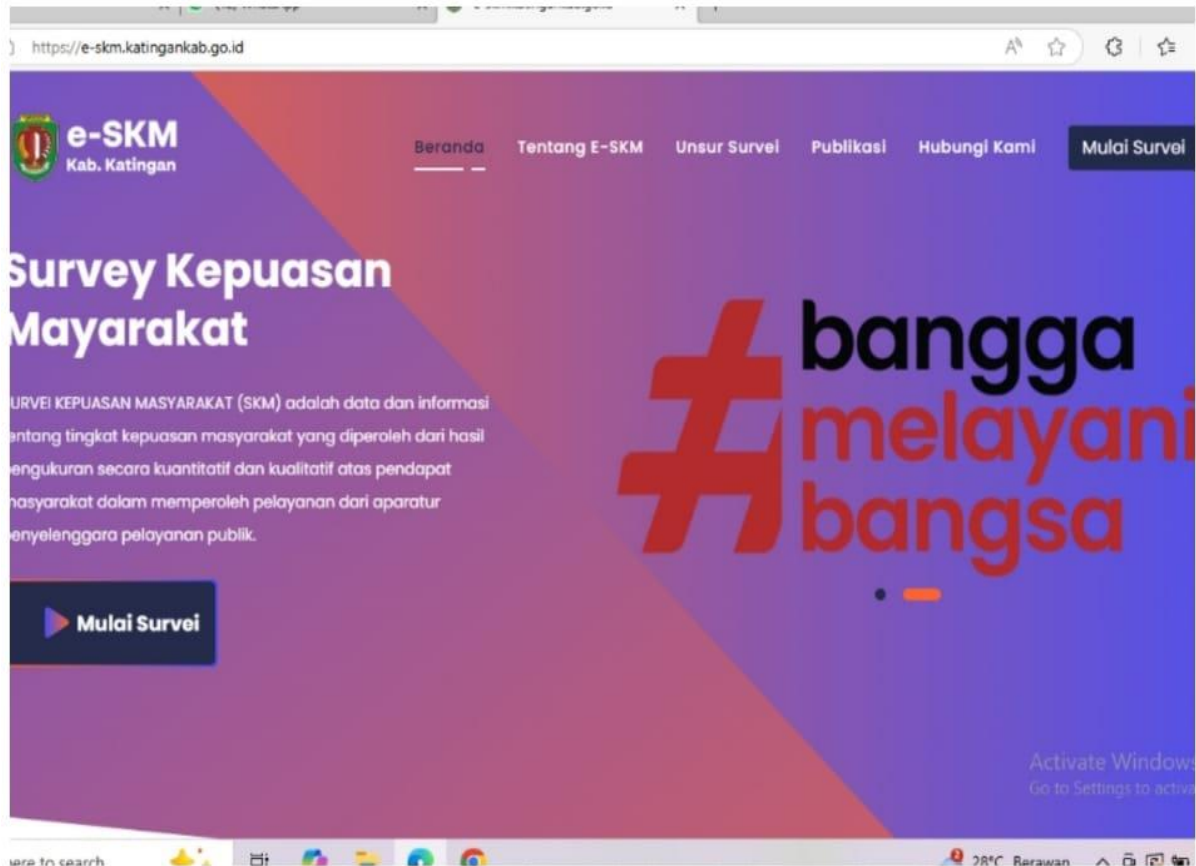 https://e-skm.katingankab.go.id
e-SKM
Kab. Katingan
Beranda
Tentang E-SKM
Unsur Survei
Publikasi
Hubungi Kami
Mulai Survei
Survey Kepuasan
Mayarakat
URVEI KEPUASAN MASYARAKAT (SKM) adalah data dan informasi
entang tingkat kepuasan masyarakat yang diperoleh dari hasil
engukuran secara kuantitatif dan kualitatif atas pendapat
nasyarakat dalam memperoleh pelayanan dari aparatur
enyelenggara pelayanan publik.
Mulai Survei
#bangga
melayani
bangsa
Activate Windows
Go to Settings to activa
here to search
28°C Berawan